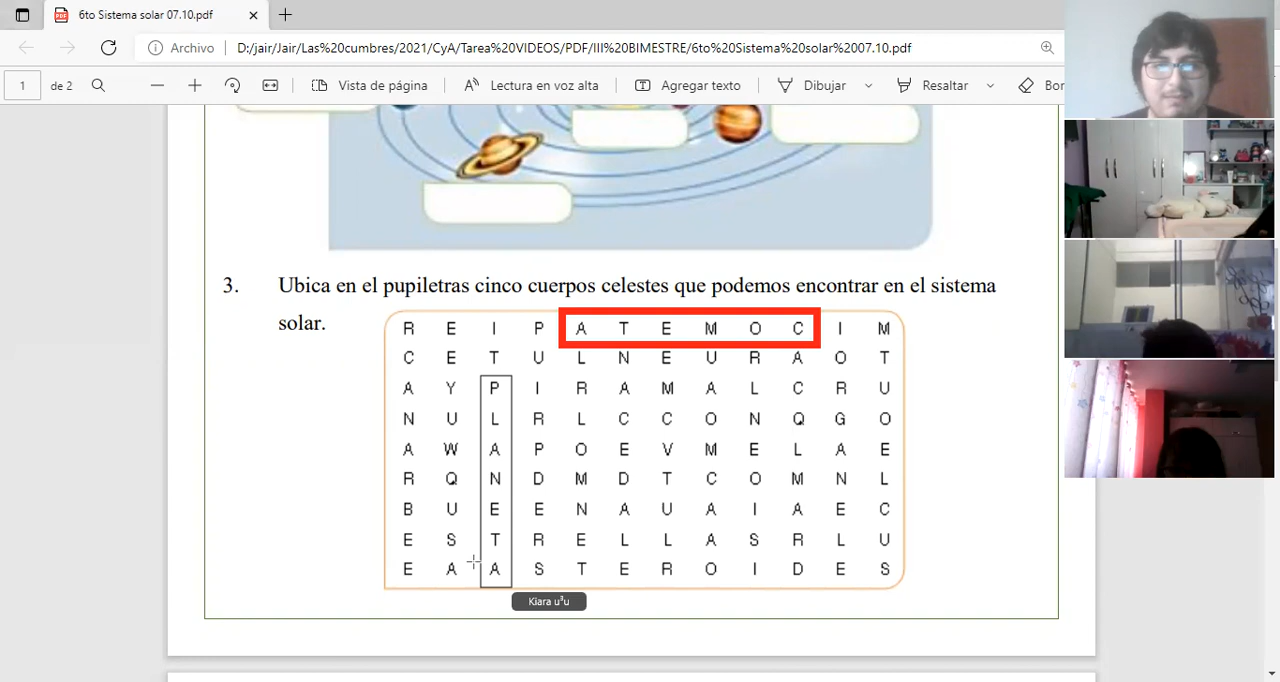 6to Sistema solar 07.10.pdf
Archivo
D:/jair/Jair/Las%20cumbres/2021/CyA/Tarea%20VIDEOS/PDF/III%20BIMESTRE/6to%20Sistema%20solar%2007.10.pdf
1 de 2
Vista de página
Lectura en voz alta
Agregar texto
Dibujar
Resaltar
Bor
3. Ubica en el pupiletras cinco cuerpos celestes que podemos encontrar en el sistema
solar.
R E I P A T E M O C I M
C E T U L N E U R A O T
A Y P I R A M A L C R U
N U L R L C C O N Q G O
A W A P O E V M E L A E
R Q N D M D T C O M N L
B U E E N A U A I A E C
E S T R E L L A S R L U
E A A S T E R O I D E S
Kiara u³u